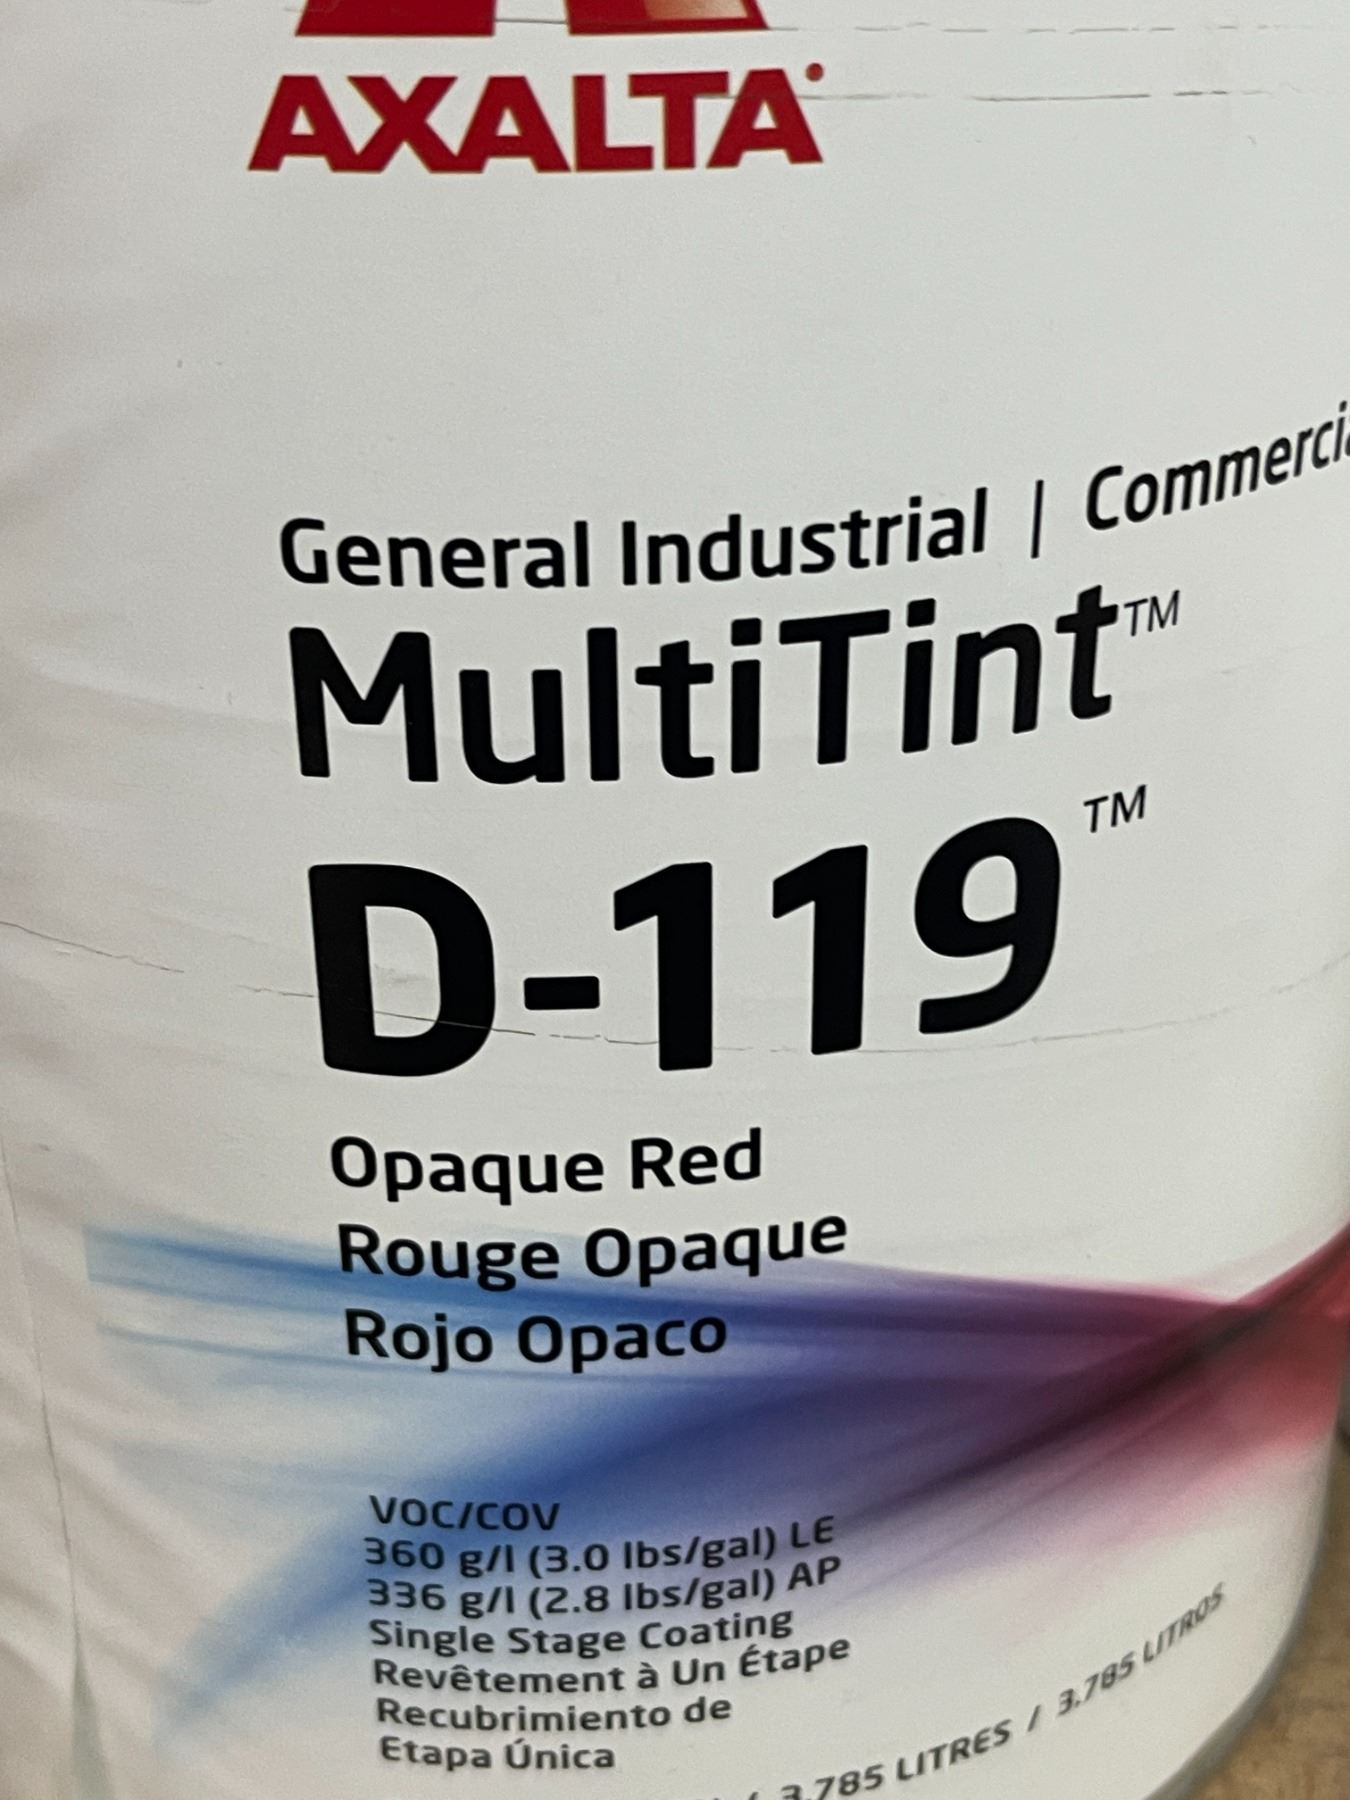 AXALTA
General Industrial |
MultiTint™
D-119™
Opaque Red
Rouge Opaque
Rojo Opaco
VOC/COV
360 g/l (3.0 lbs/gal) LE
336 g/l (2.8 lbs/gal) AP
Single Stage Coating
Revêtement à Un Étape
Recubrimiento de
Etapa Única
/ 3.785 LITRES / 3.785 LITROS